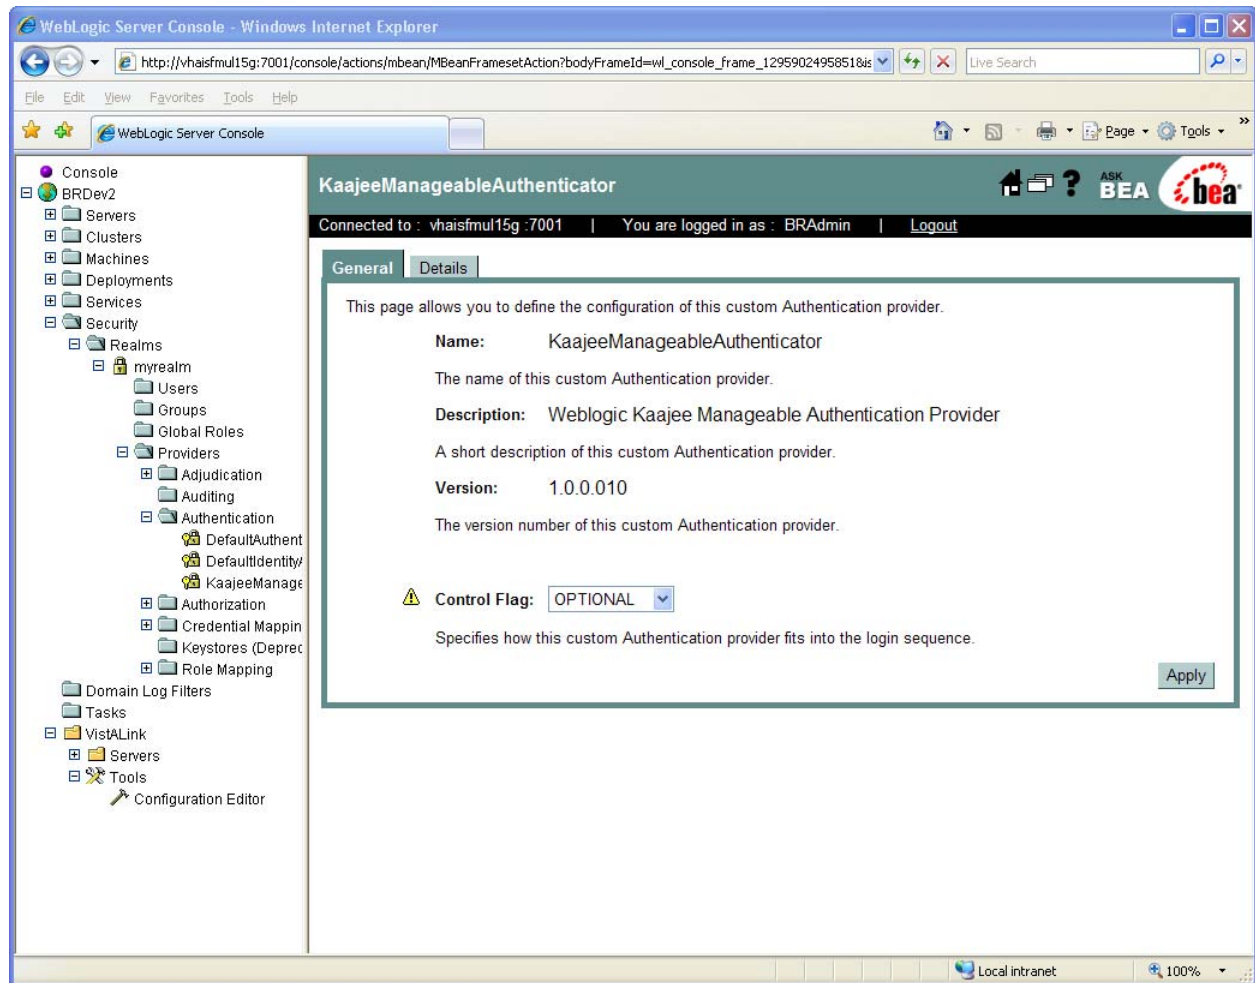 WebLogic Server Console - Windows Internet Explorer
http://vhaisfmul15g:7001/console/actions/mbean/MBeanFramesetAction?bodyFrameId=wl_console_frame_1295902495851&is
Live Search
File Edit View Favorites Tools Help
WebLogic Server Console
Page Tools »
Console
BRDev2
Servers
Clusters
Machines
Deployments
Services
Security
Realms
myrealm
Users
Groups
Global Roles
Providers
Adjudication
Auditing
Authentication
DefaultAuthent
DefaultIdentityA
KaajeeManage
Authorization
Credential Mappin
Keystores (Deprec
Role Mapping
Domain Log Filters
Tasks
VistALink
Servers
Tools
Configuration Editor
KaajeeManageableAuthenticator
? ASK BEA bea
Connected to : vhaisfmul15g :7001 | You are logged in as : BRAdmin | Logout
General Details
This page allows you to define the configuration of this custom Authentication provider.
Name: KaajeeManageableAuthenticator
The name of this custom Authentication provider.
Description: Weblogic Kaajee Manageable Authentication Provider
A short description of this custom Authentication provider.
Version: 1.0.0.010
The version number of this custom Authentication provider.
Control Flag: OPTIONAL
Specifies how this custom Authentication provider fits into the login sequence.
Apply
Local intranet 100%